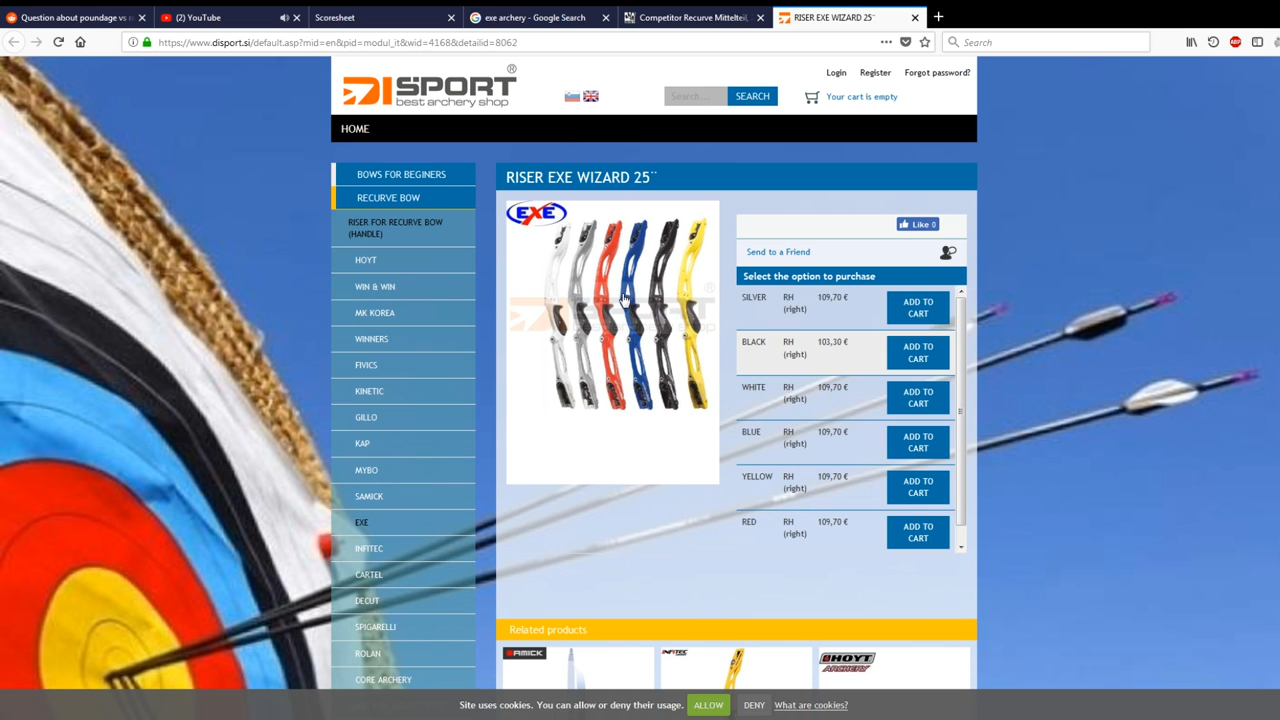 Question about poundage vs r
(2) YouTube
Scoresheet
exe archery - Google Search
Competitor Recurve Mittelteil,
RISER EXE WIZARD 25¨
https://www.disport.si/default.asp?mid=en&pid=modul_it&wid=4168&detailid=8062
Search
ABP
DISPORT®
best archery shop
Login
Register
Forgot password?
Search...
SEARCH
Your cart is empty
HOME
BOWS FOR BEGINERS
RECURVE BOW
RISER FOR RECURVE BOW
(HANDLE)
HOYT
WIN & WIN
MK KOREA
WINNERS
FIVICS
KINETIC
GILLO
KAP
MYBO
SAMICK
EXE
INFITEC
CARTEL
DECUT
SPIGARELLI
ROLAN
CORE ARCHERY
RISER EXE WIZARD 25¨
EXE
Like 0
Send to a Friend
Select the option to purchase
SILVER RH (right) 109,70 € ADD TO CART
BLACK RH (right) 103,30 € ADD TO CART
WHITE RH (right) 109,70 € ADD TO CART
BLUE RH (right) 109,70 € ADD TO CART
YELLOW RH (right) 109,70 € ADD TO CART
RED RH (right) 109,70 € ADD TO CART
Related products
SAMICK
INFITEC
HOYT
ARCHERY
Site uses cookies. You can allow or deny their usage.
ALLOW
DENY
What are cookies?